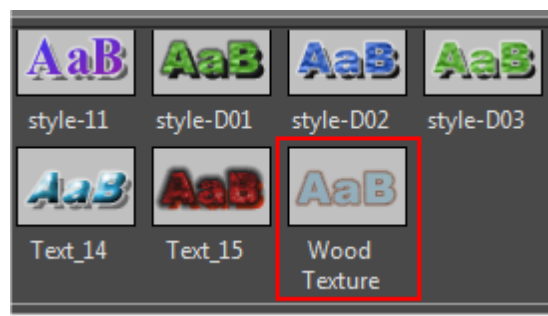 AaB AaB AaB AaB
style-11 style-D01 style-D02 style-D03
AaB AaB AaB
Text_14 Text_15 Wood
Texture